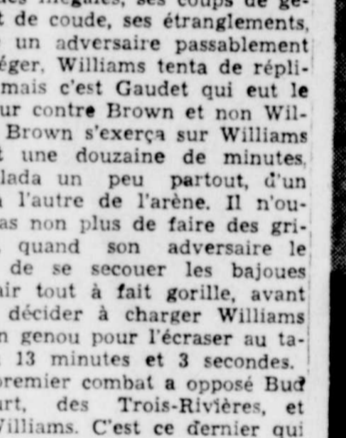 ses coups de ge-
de coude, ses étranglements,
un adversaire passablement
éger, Williams tenta de répli-
mais c'est Gaudet qui eut le
ur contre Brown et non Wil-
Brown s'exerça sur Williams
une douzaine de minutes,
lada un peu partout, d'un
l'autre de l'arène. Il n'ou-
as non plus de faire des gri-
quand son adversaire le
de se secouer les bajoues
air tout à fait gorille, avant
décider à charger Williams
n genou pour l'écraser au ta-
13 minutes et 3 secondes.
premier combat a opposé Bud
art, des Trois-Rivières, et
Williams. C'est ce dernier qui